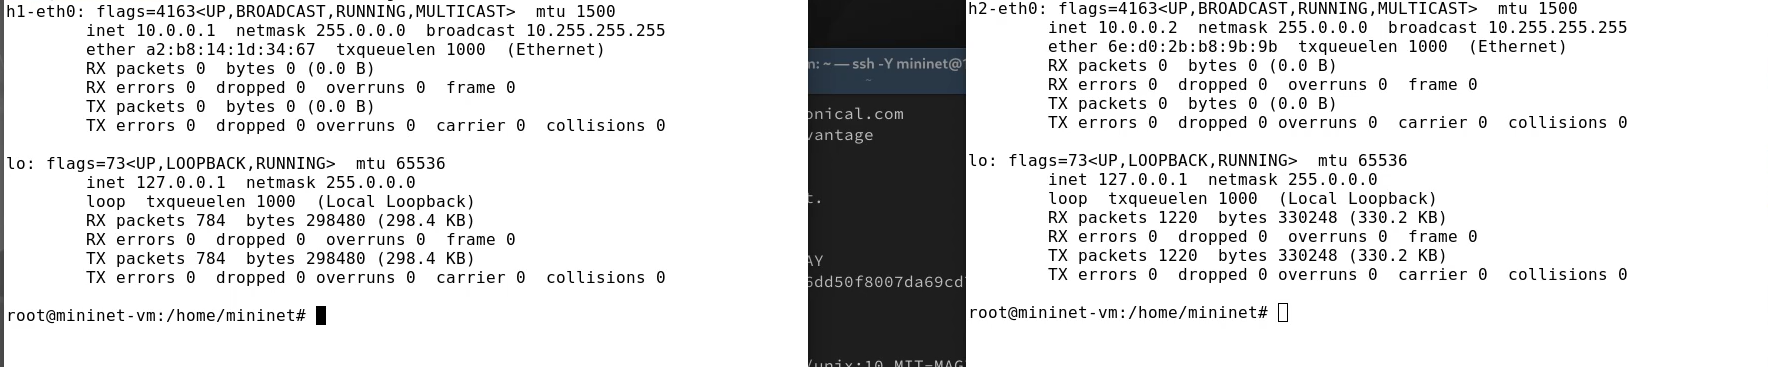 h1-eth0: flags=4163<UP,BROADCAST,RUNNING,MULTICAST>  mtu 1500
        inet 10.0.0.1  netmask 255.0.0.0  broadcast 10.255.255.255
        ether a2:b8:14:1d:34:67  txqueuelen 1000  (Ethernet)
        RX packets 0  bytes 0 (0.0 B)
        RX errors 0  dropped 0  overruns 0  frame 0
        TX packets 0  bytes 0 (0.0 B)
        TX errors 0  dropped 0 overruns 0  carrier 0  collisions 0
lo: flags=73<UP,LOOPBACK,RUNNING>  mtu 65536
        inet 127.0.0.1  netmask 255.0.0.0
        loop  txqueuelen 1000  (Local Loopback)
        RX packets 784  bytes 298480 (298.4 KB)
        RX errors 0  dropped 0  overruns 0  frame 0
        TX packets 784  bytes 298480 (298.4 KB)
        TX errors 0  dropped 0 overruns 0  carrier 0  collisions 0
root@mininet-vm:/home/mininet#
m: ~ — ssh -Y mininet@
~
onical.com
vantage
t.
AY
6dd50f8007da69cd
/unix:10 MIT-MAG
h2-eth0: flags=4163<UP,BROADCAST,RUNNING,MULTICAST>  mtu 1500
        inet 10.0.0.2  netmask 255.0.0.0  broadcast 10.255.255.255
        ether 6e:d0:2b:b8:9b:9b  txqueuelen 1000  (Ethernet)
        RX packets 0  bytes 0 (0.0 B)
        RX errors 0  dropped 0  overruns 0  frame 0
        TX packets 0  bytes 0 (0.0 B)
        TX errors 0  dropped 0 overruns 0  carrier 0  collisions 0
lo: flags=73<UP,LOOPBACK,RUNNING>  mtu 65536
        inet 127.0.0.1  netmask 255.0.0.0
        loop  txqueuelen 1000  (Local Loopback)
        RX packets 1220  bytes 330248 (330.2 KB)
        RX errors 0  dropped 0  overruns 0  frame 0
        TX packets 1220  bytes 330248 (330.2 KB)
        TX errors 0  dropped 0 overruns 0  carrier 0  collisions 0
root@mininet-vm:/home/mininet#